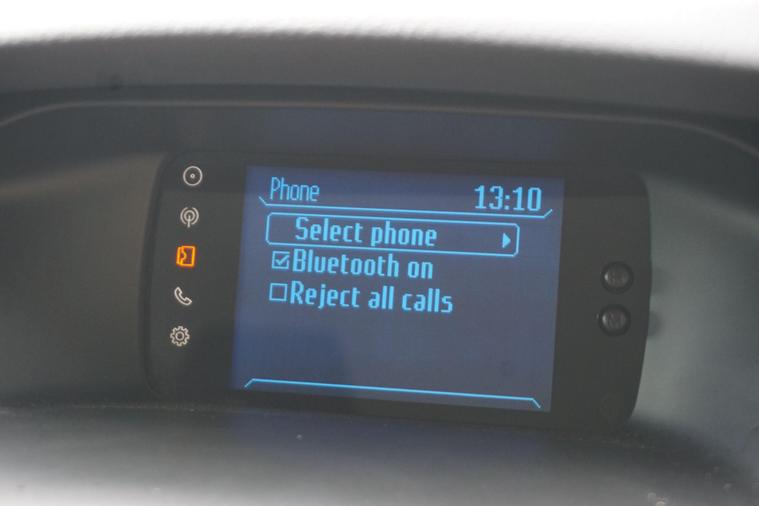 Phone 13:10
Select phone
Bluetooth on
Reject all calls